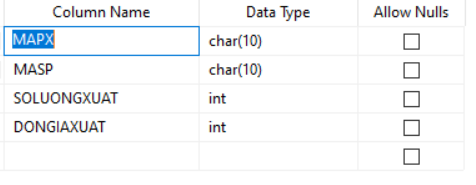 Column Name Data Type Allow Nulls
MAPX char(10)
MASP char(10)
SOLUONGXUAT int
DONGIAXUAT int